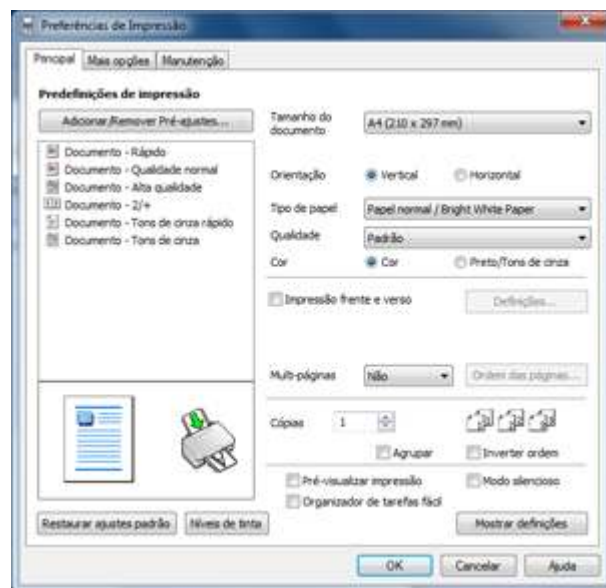 Preferências de Impressão
Principal Mais opções Manutenção
Predefinições de impressão
Adicionar/Remover Pré-ajustes...
Documento - Rápido
Documento - Qualidade normal
Documento - Alta qualidade
Documento - 2/+
Documento - Tons de cinza rápido
Documento - Tons de cinza
Restaurar ajustes padrão Níveis de tinta
Tamanho do documento A4 (210 x 297 mm)
Orientação Vertical Horizontal
Tipo de papel Papel normal / Bright White Paper
Qualidade Padrão
Cor Cor Preto/Tons de cinza
Impressão frente e verso Definições...
Multi-páginas Não Ordem das páginas...
Cópias 1
Agrupar Inverter ordem
Pré-visualizar impressão Modo silencioso
Organizador de tarefas fácil
Mostrar definições
OK Cancelar Ajuda